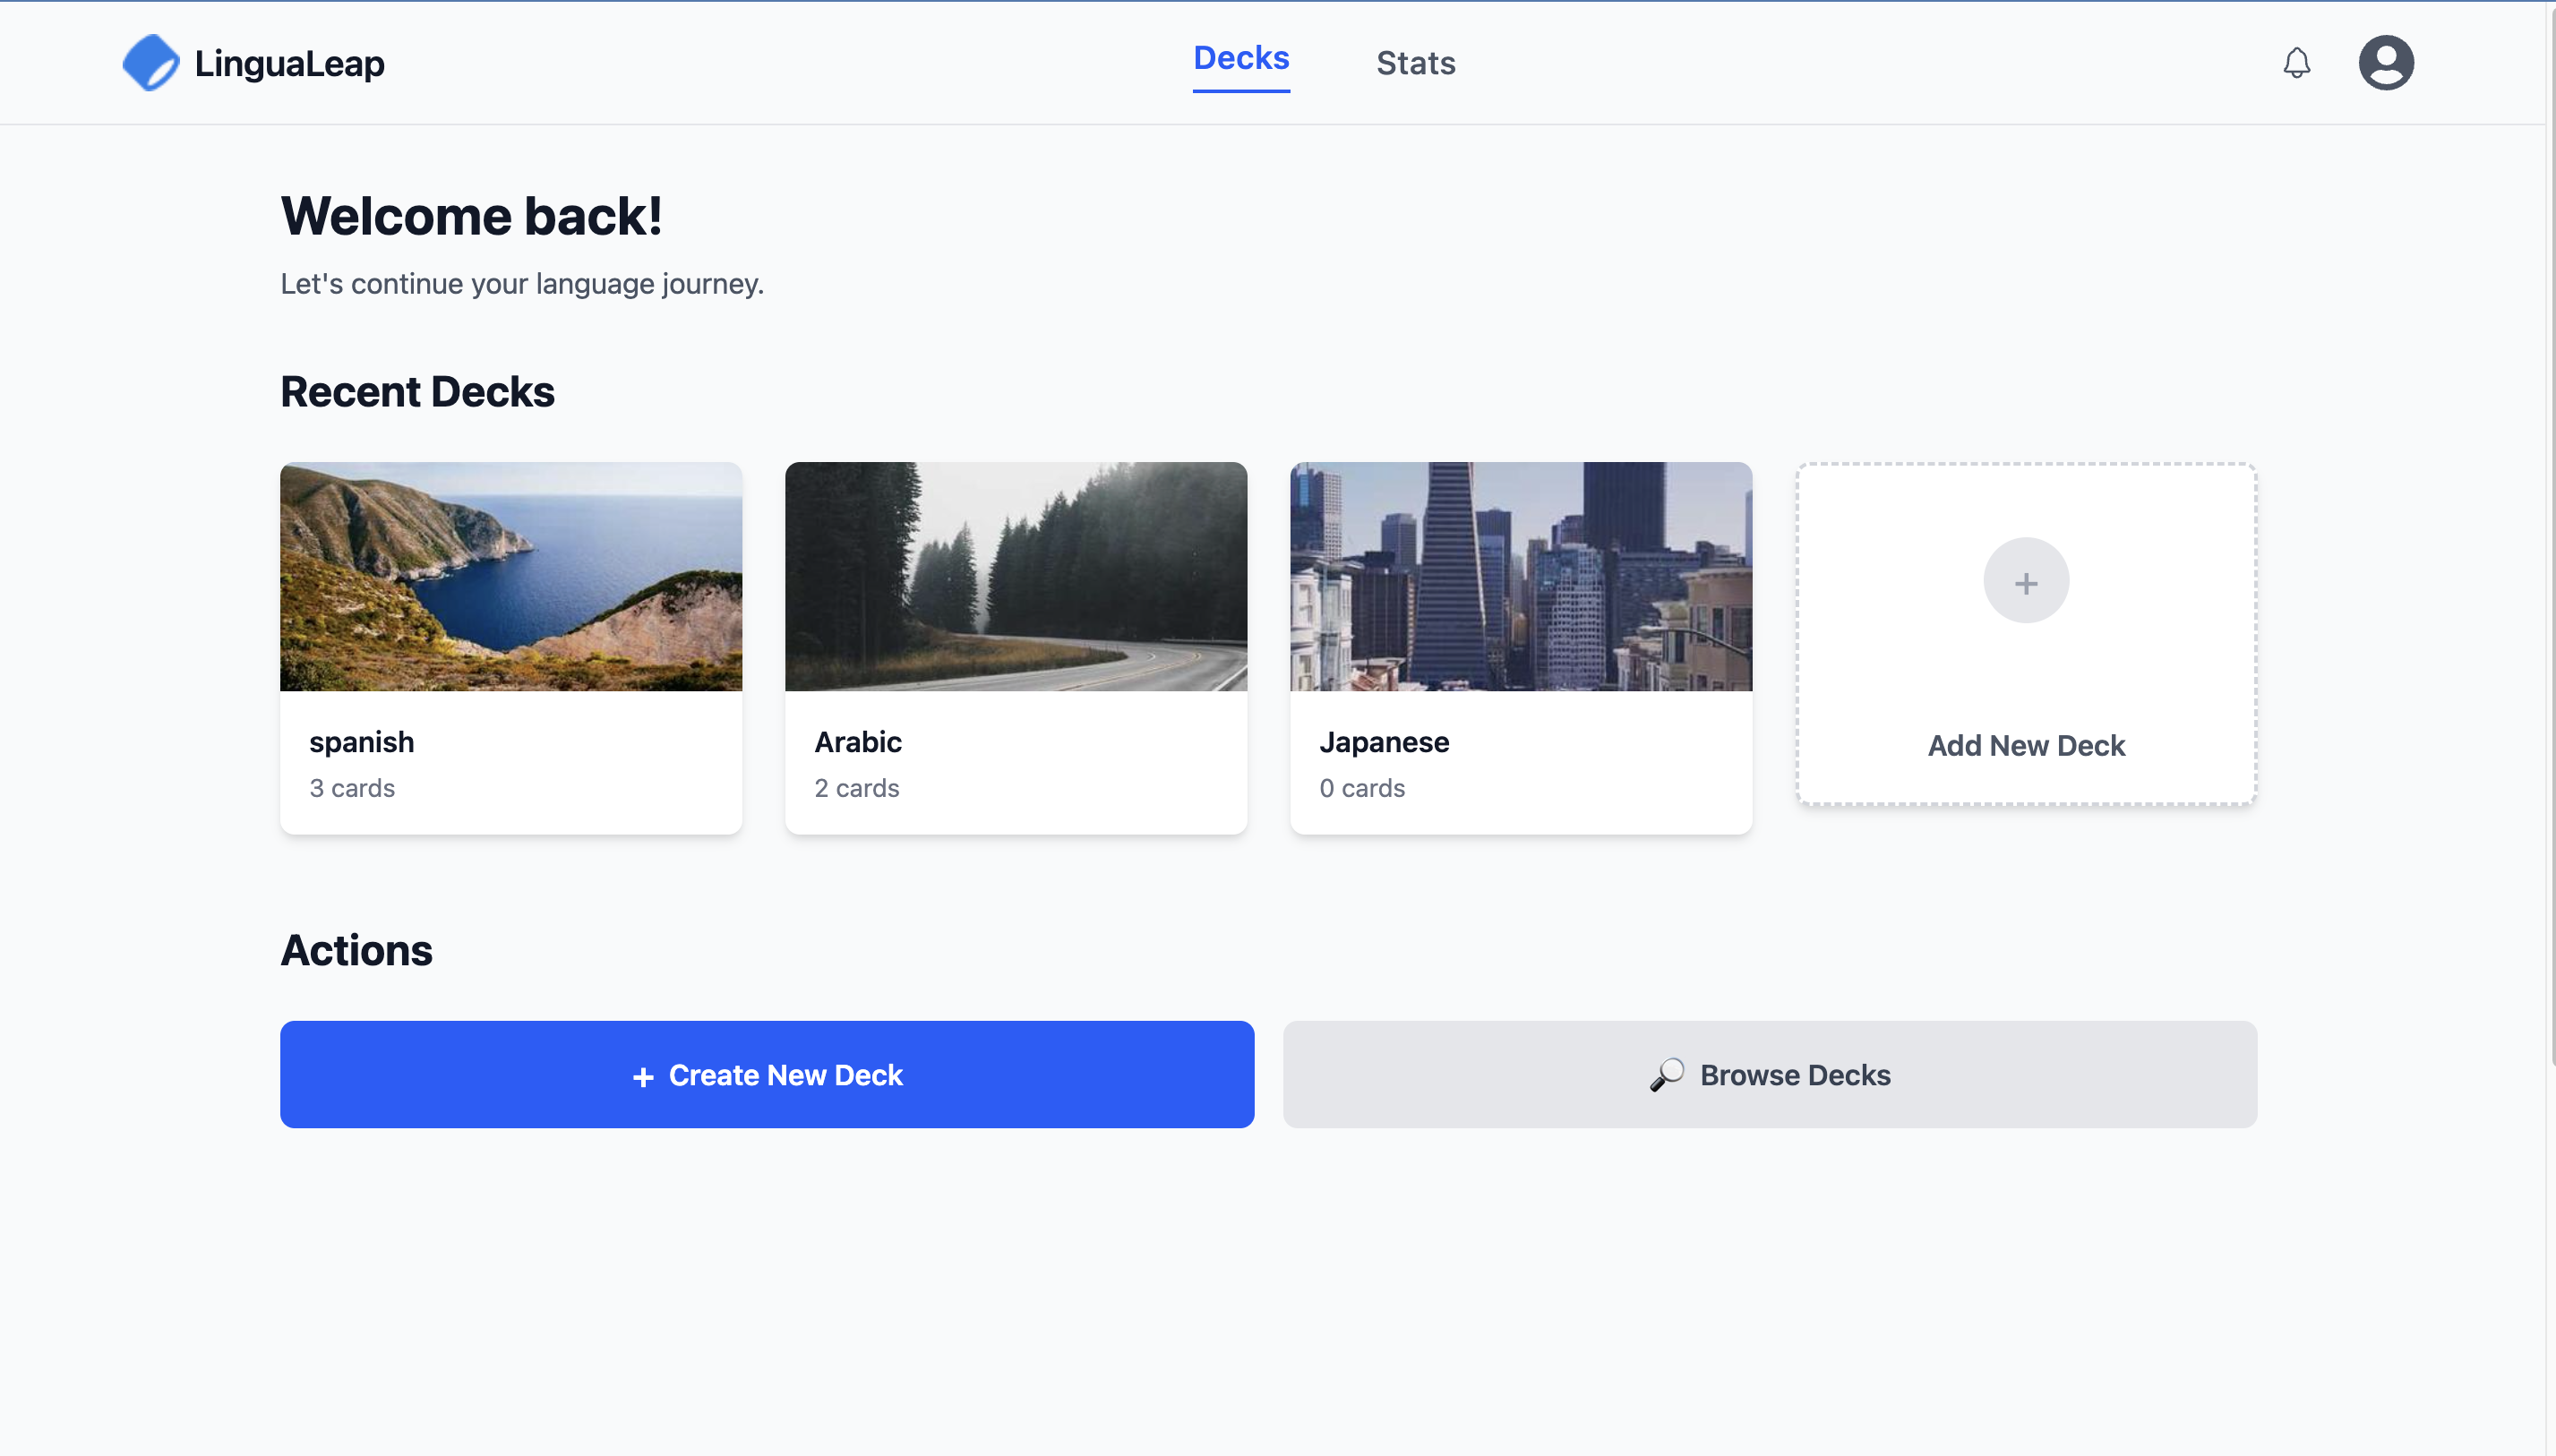 LinguaLeap
Decks
Stats
Welcome back!
Let's continue your language journey.
Recent Decks
spanish
3 cards
Arabic
2 cards
Japanese
0 cards
+
Add New Deck
Actions
+ Create New Deck
Browse Decks